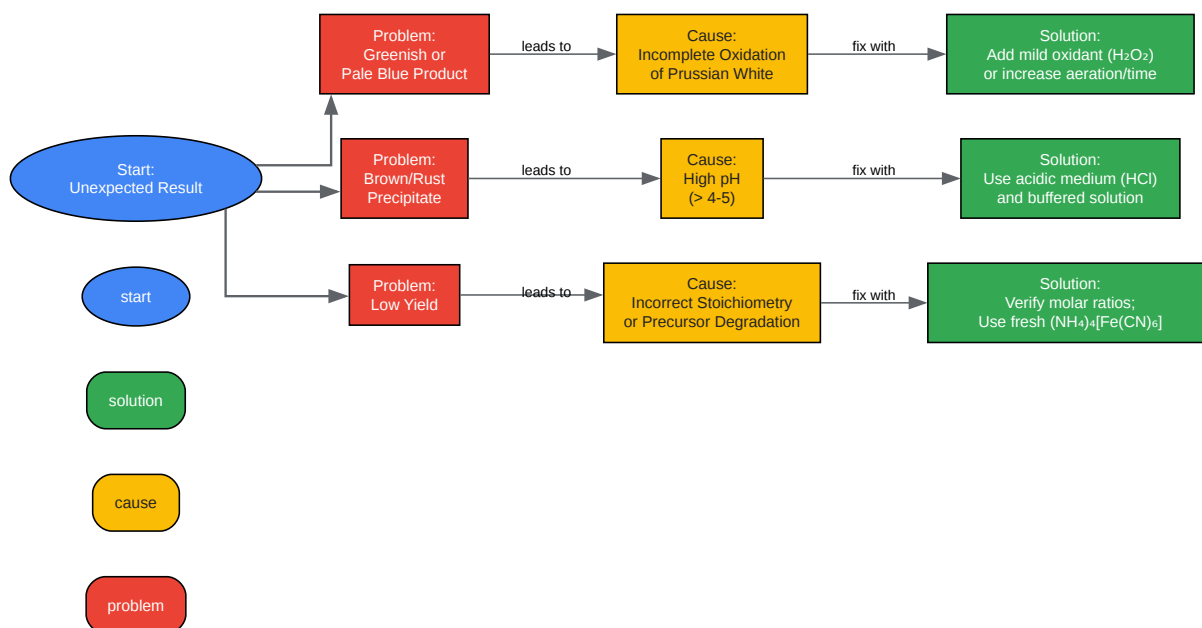 Problem:
Greenish or
Pale Blue Product
leads to
Cause:
Incomplete Oxidation
of Prussian White
fix with
Solution:
Add mild oxidant (H₂O₂)
or increase aeration/time
Start:
Unexpected Result
Problem:
Brown/Rust
Precipitate
leads to
Cause:
High pH
(> 4-5)
fix with
Solution:
Use acidic medium (HCl)
and buffered solution
Problem:
Low Yield
leads to
Cause:
Incorrect Stoichiometry
or Precursor Degradation
fix with
Solution:
Verify molar ratios;
Use fresh (NH₄)₄[Fe(CN)₆]
start
solution
cause
problem